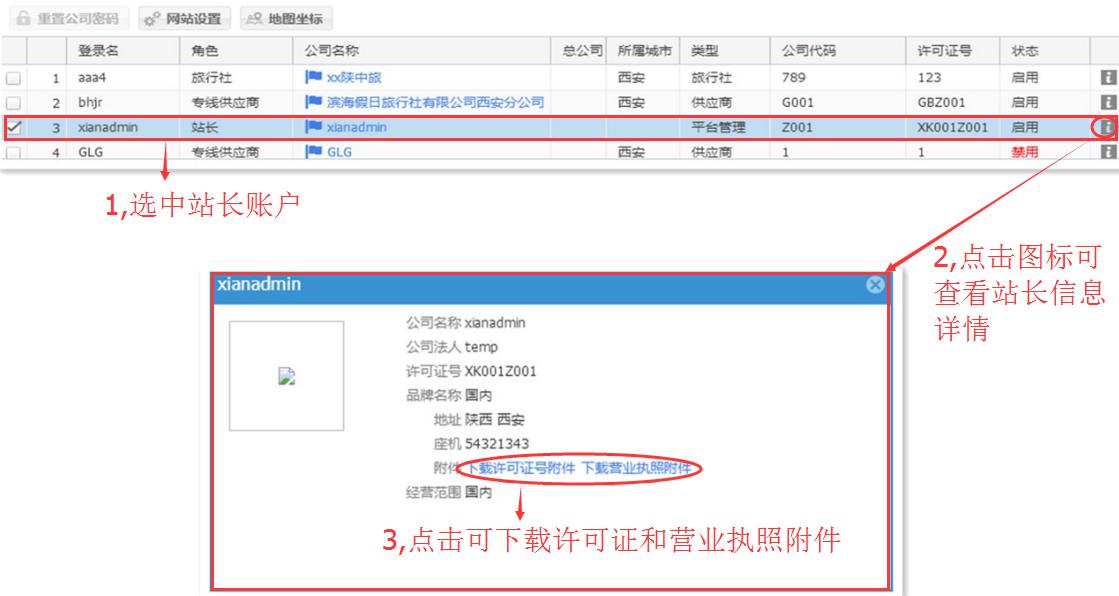 重置公司密码 网站设置 地图坐标
登录名 角色 公司名称 总公司 所属城市 类型 公司代码 许可证号 状态
1 aaa4 旅行社 xx陕中旅 西安 旅行社 789 123 启用
2 bhjr 专线供应商 滨海假日旅行社有限公司西安分公司 西安 供应商 G001 GBZ001 启用
3 xianadmin 站长 xianadmin 平台管理 Z001 XK001Z001 启用
4 GLG 专线供应商 GLG 西安 供应商 1 1 禁用
1,选中站长账户
2,点击图标可
查看站长信息
详情
xianadmin
公司名称 xianadmin
公司法人 temp
许可证号 XK001Z001
品牌名称 国内
地址 陕西 西安
座机 54321343
附件 下载许可证号附件 下载营业执照附件
经营范围 国内
3,点击可下载许可证和营业执照附件